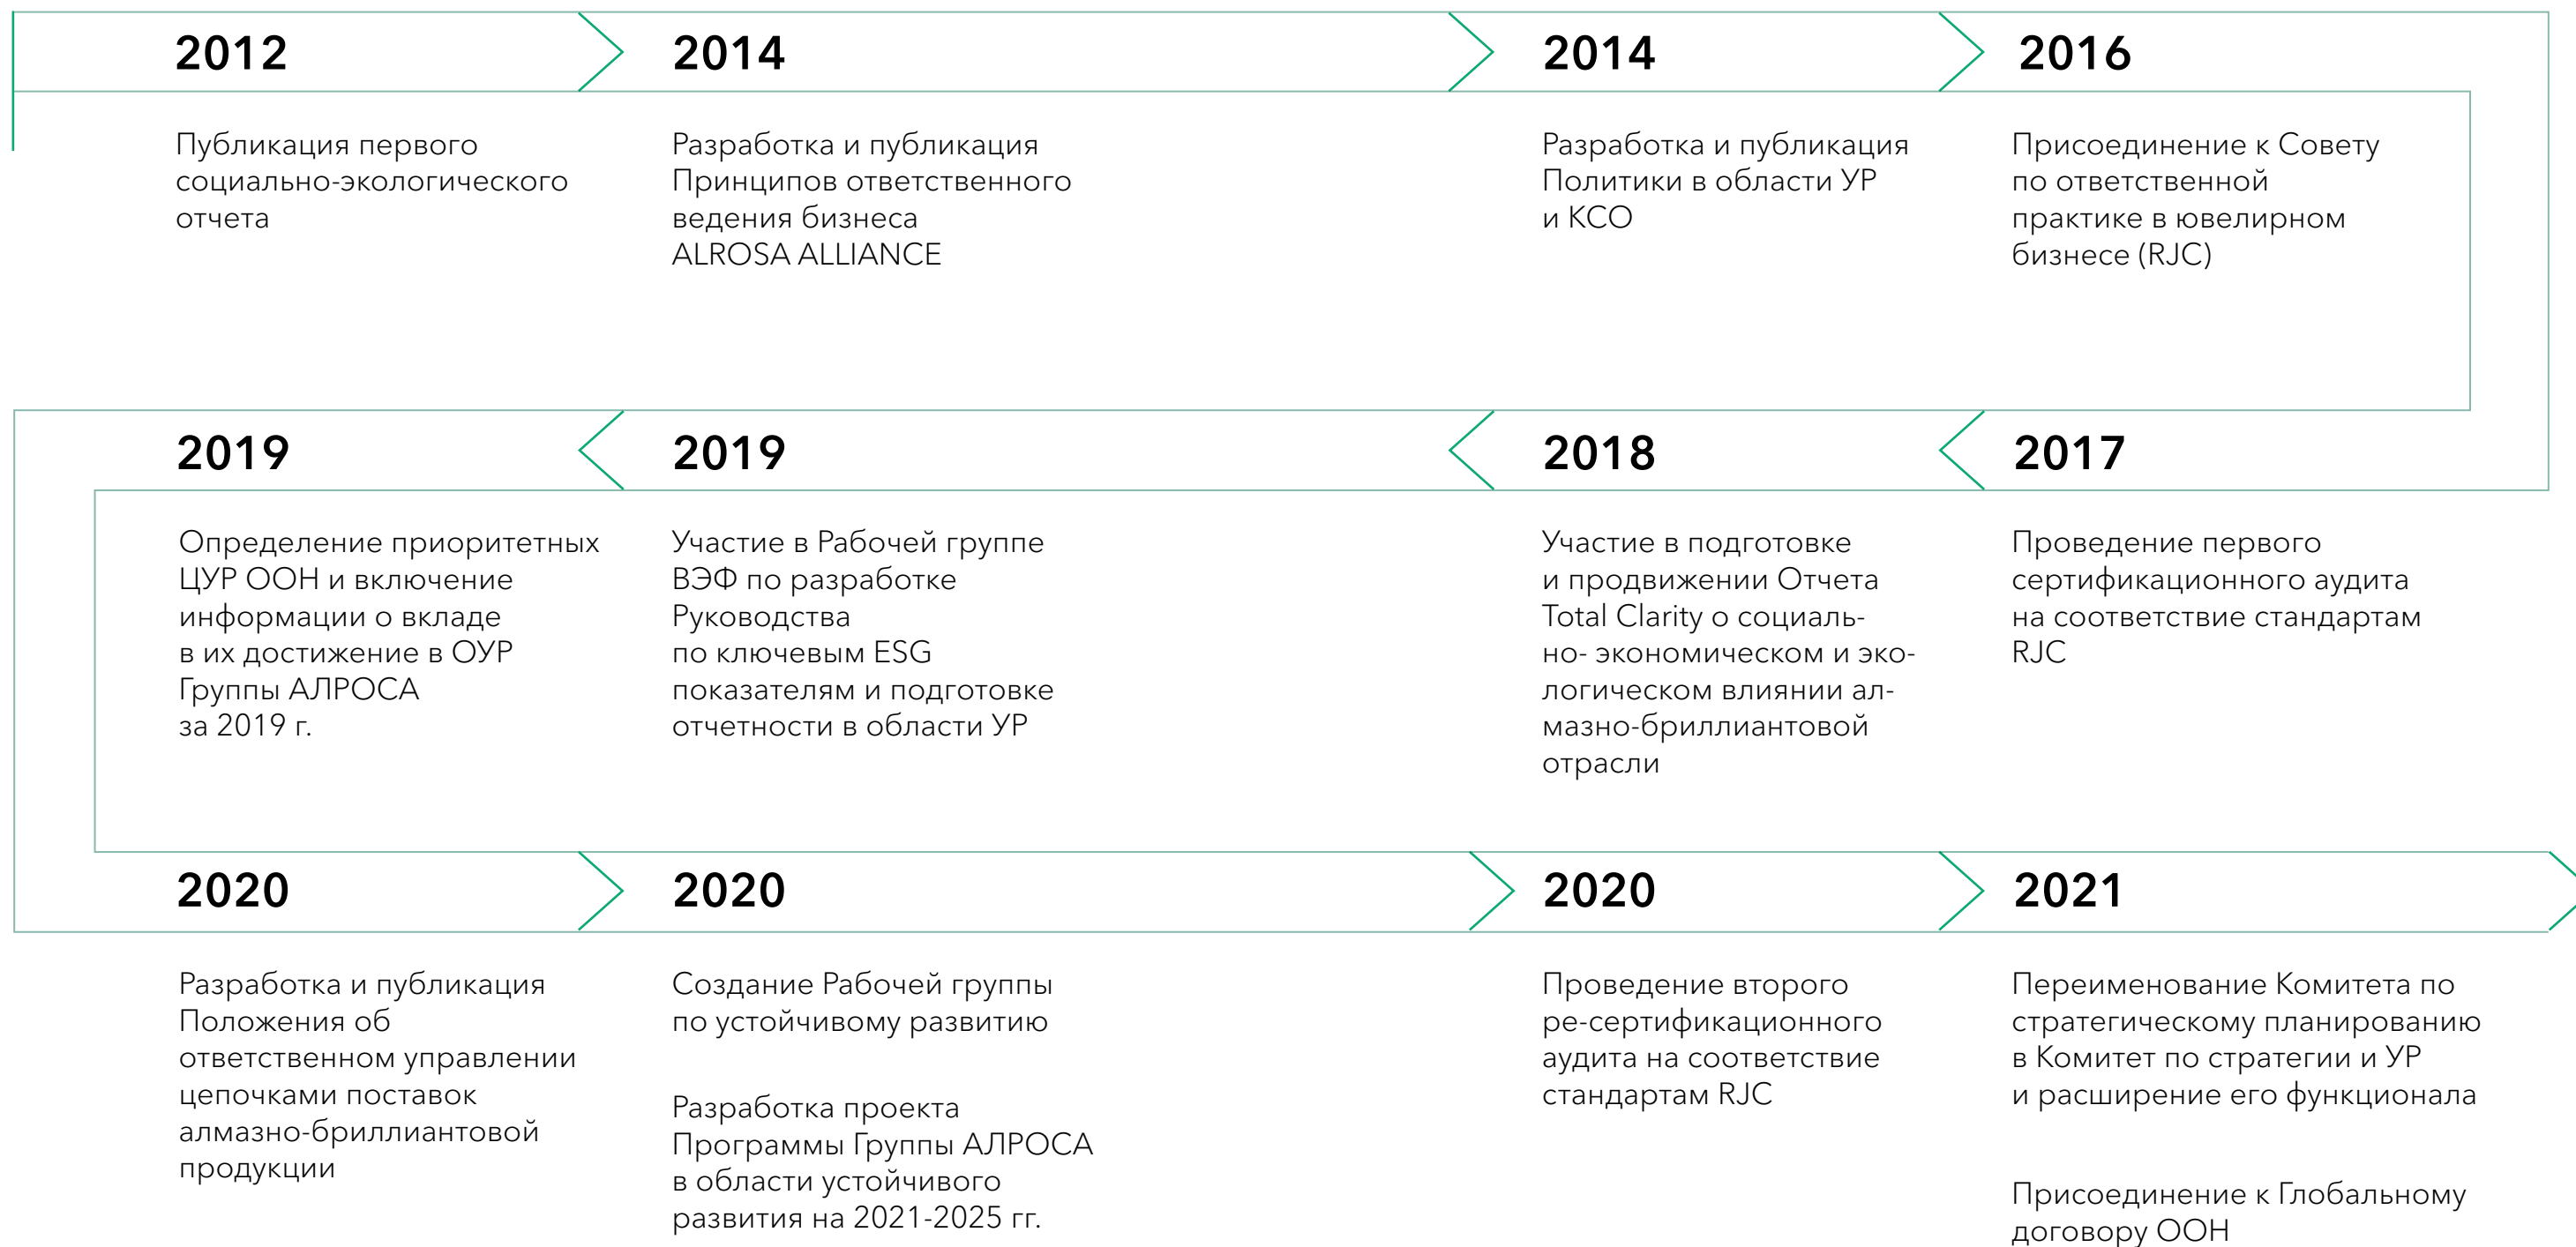 2012
Публикация первого
социально-экологического
отчета
2014
Разработка и публикация
Принципов ответственного
ведения бизнеса
ALROSA ALLIANCE
2014
Разработка и публикация
Политики в области УР
и КСО
2016
Присоединение к Совету
по ответственной
практике в ювелирном
бизнесе (RJC)
2017
Проведение первого
сертификационного аудита
на соответствие стандартам
RJC
2018
Участие в подготовке
и продвижении Отчета
Total Clarity о социаль-
но- экономическом и эко-
логическом влиянии ал-
мазно-бриллиантовой
отрасли
2019
Участие в Рабочей группе
ВЭФ по разработке
Руководства
по ключевым ESG
показателям и подготовке
отчетности в области УР
2019
Определение приоритетных
ЦУР ООН и включение
информации о вкладе
в их достижение в ОУР
Группы АЛРОСА
за 2019 г.
2020
Разработка и публикация
Положения об
ответственном управлении
цепочками поставок
алмазно-бриллиантовой
продукции
2020
Создание Рабочей группы
по устойчивому развитию
Разработка проекта
Программы Группы АЛРОСА
в области устойчивого
развития на 2021-2025 гг.
2020
Проведение второго
ре-сертификационного
аудита на соответствие
стандартам RJC
2021
Переименование Комитета по
стратегическому планированию
в Комитет по стратегии и УР
и расширение его функционала
Присоединение к Глобальному
договору ООН